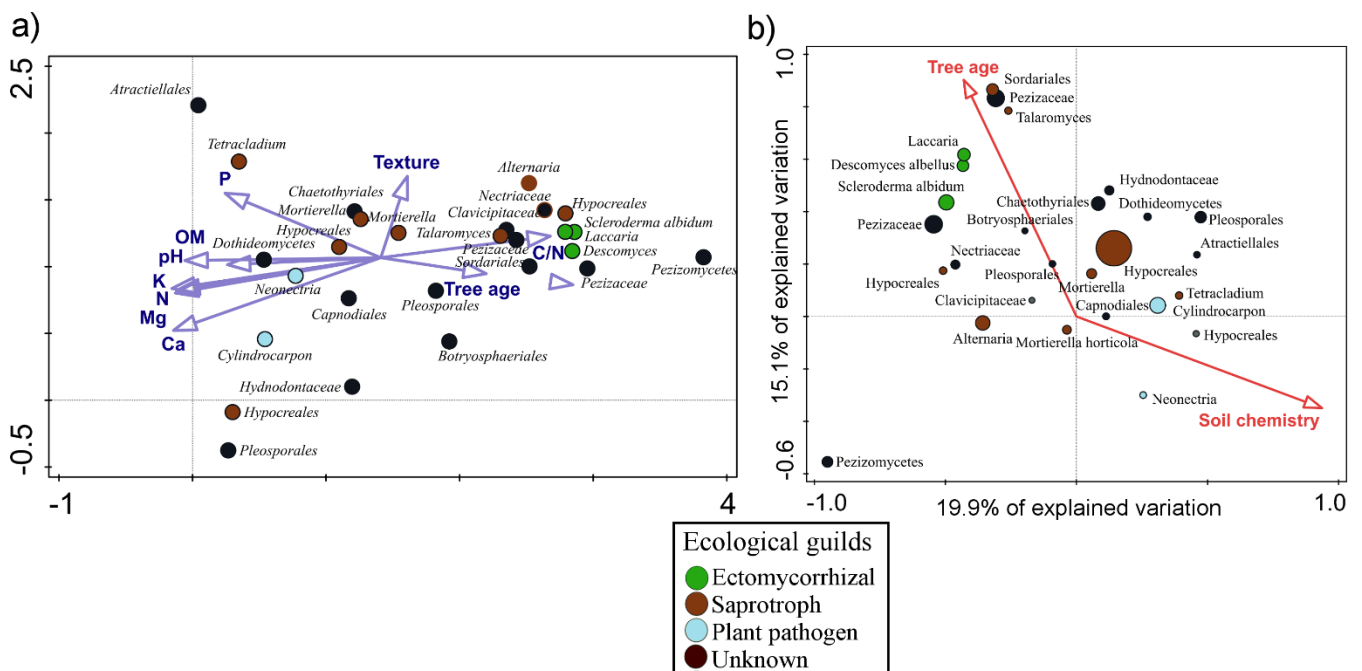 a)
2.5
-0.5
-1
4
Atractiellales
Tetracladium
P
Texture
Alternaria
Chaetothyriales
Nectriaceae
Hypocreales
Mortierella
Mortierella
Clavicipitaceae
Scleroderma albidum
Hypocreales
Talaromyces
Laccaria
OM
Dothideomycetes
Pezizaceae
Descomyces
pH
Sordariales
C/N
Pezizomycetes
K
Neonectria
Tree age
Pezizaceae
N
Capnodiales
Pleosporales
Mg
Ca
Cylindrocarpon
Botryosphaeriales
Hydnodontaceae
Hypocreales
Pleosporales
b)
1.0
15.1% of explained variation
-0.6
-1.0
19.9% of explained variation
1.0
Tree age
Sordariales
Pezizaceae
Talaromyces
Laccaria
Descomyces albellus
Scleroderma albidum
Hydnodontaceae
Chaetothyriales
Dothideomycetes
Pezizaceae
Botryosphaeriales
Pleosporales
Nectriaceae
Atractiellales
Hypocreales
Pleosporales
Hypocreales
Mortierella
Clavicipitaceae
Capnodiales
Tetracladium
Cylindrocarpon
Alternaria
Mortierella horticola
Hypocreales
Neonectria
Soil chemistry
Pezizomycetes
Ecological guilds
Ectomycorrhizal
Saprotroph
Plant pathogen
Unknown